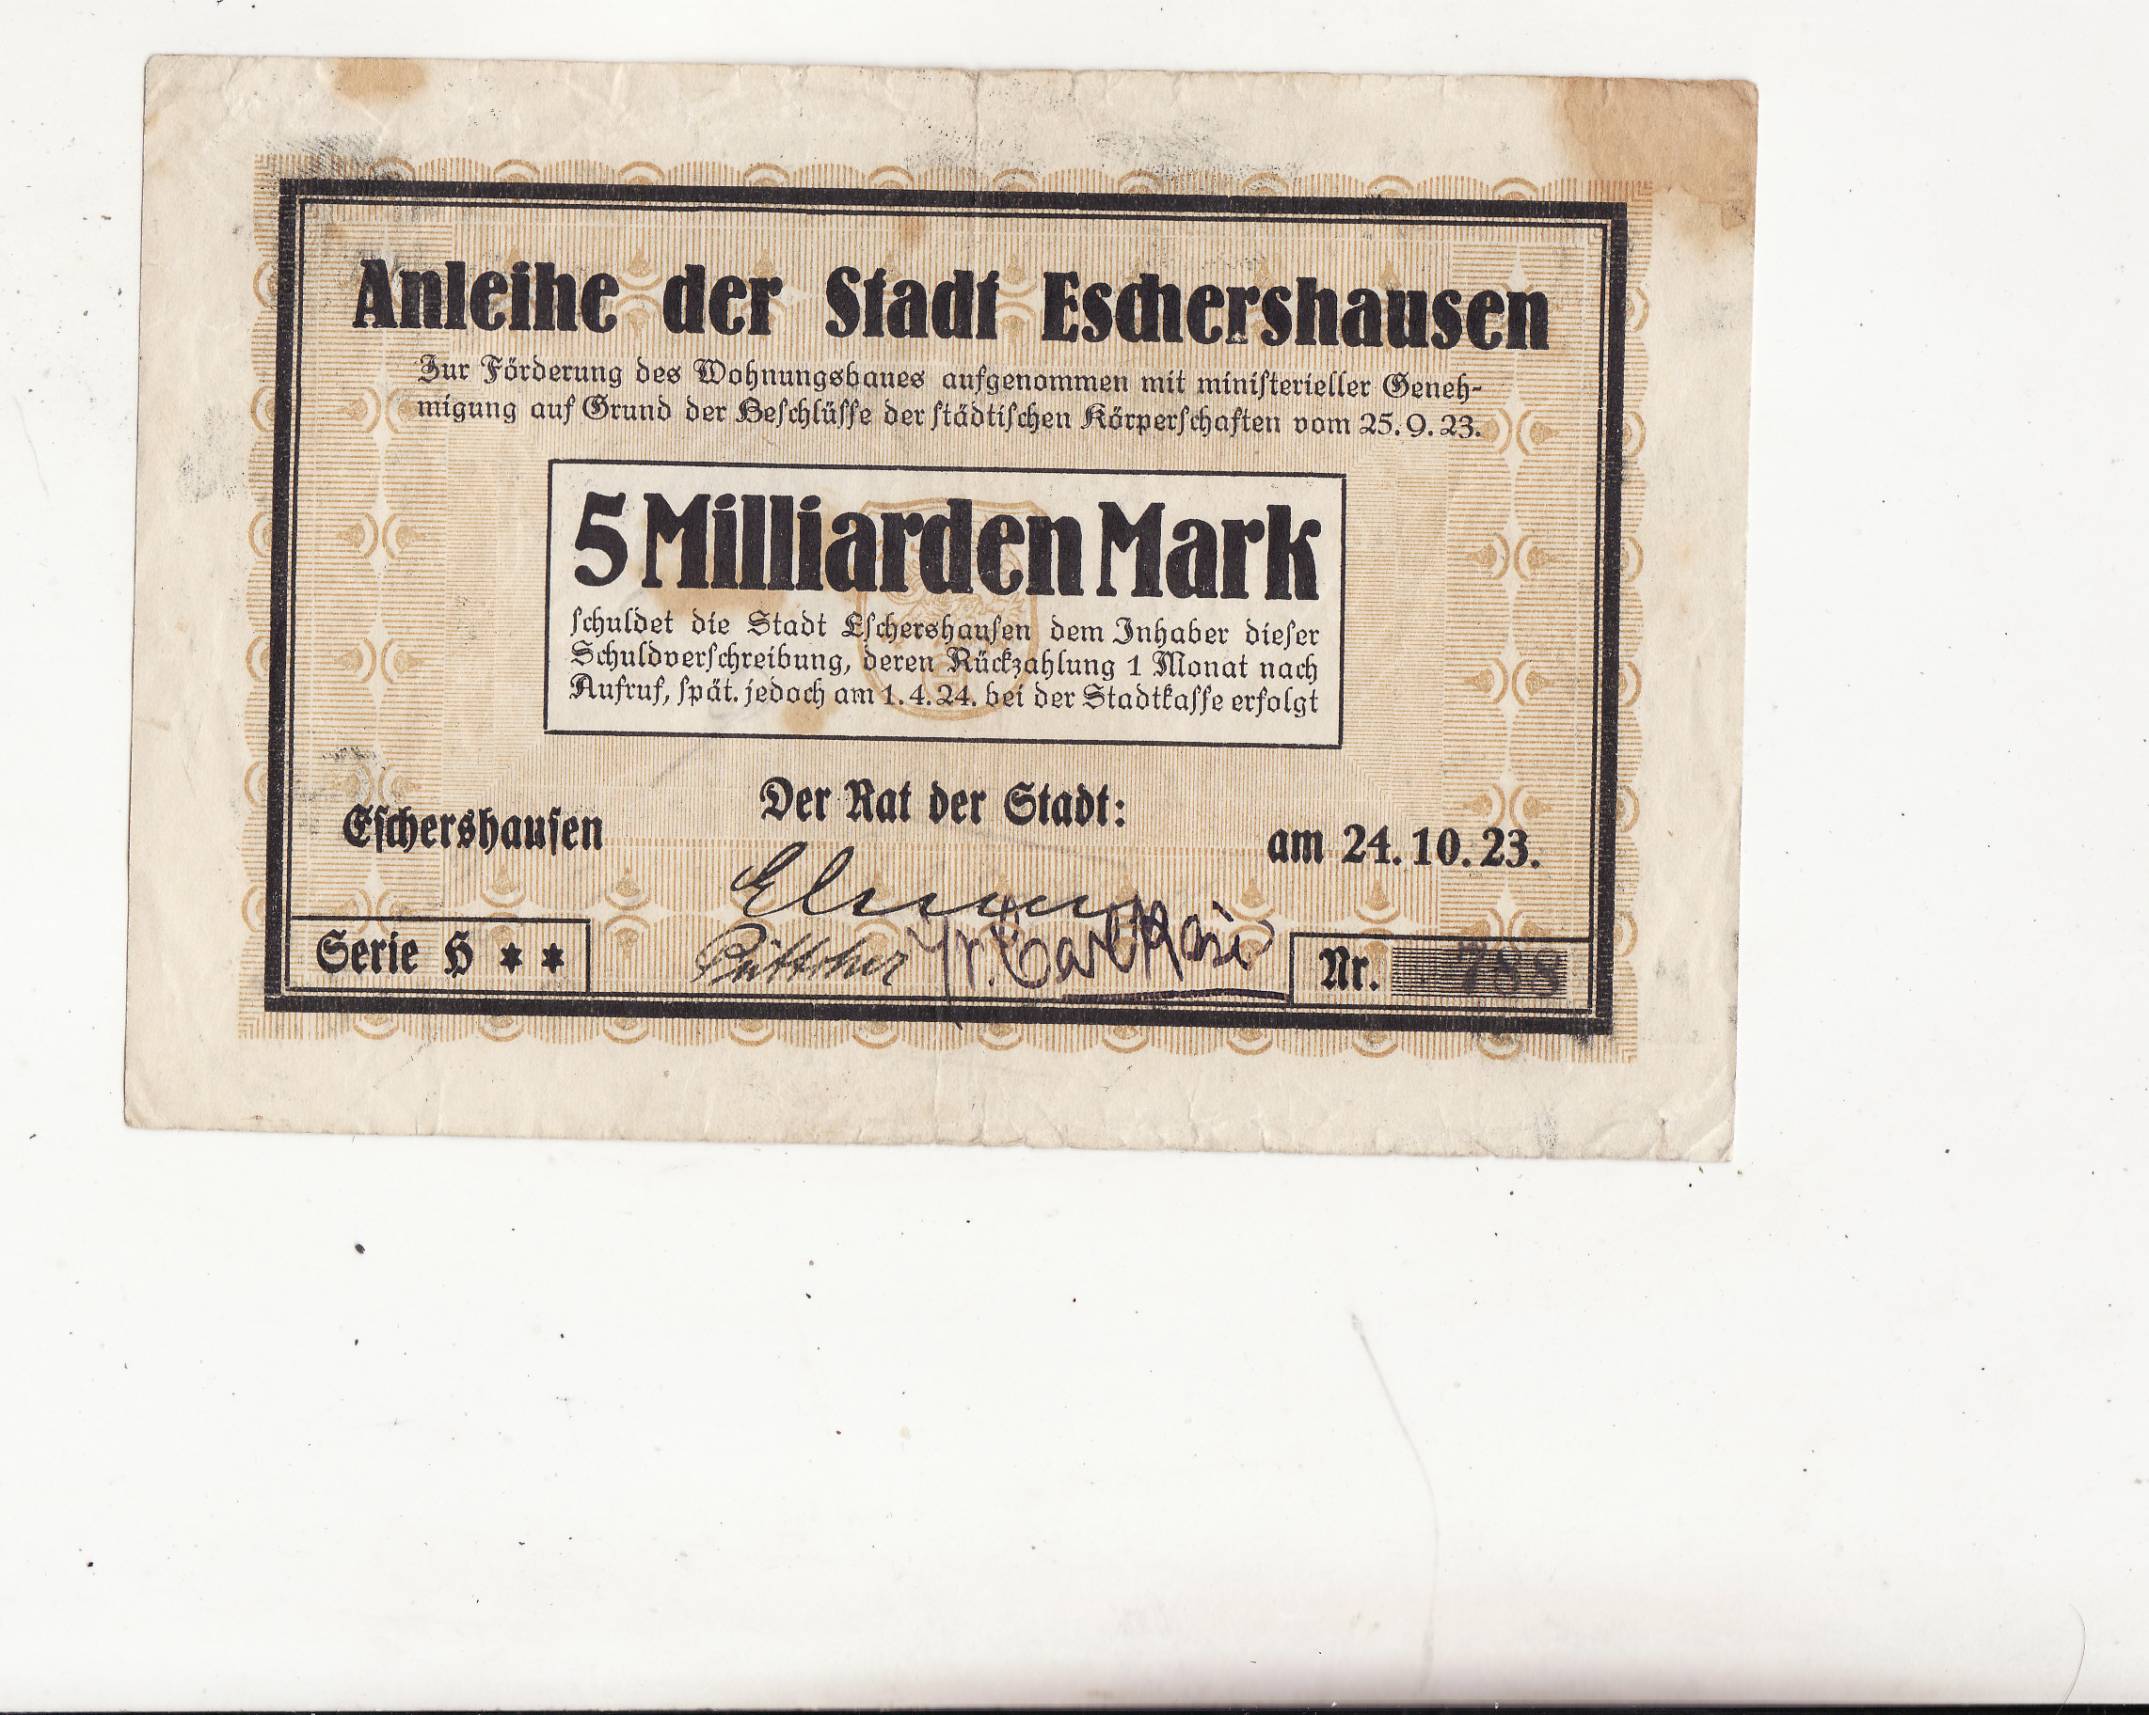 Anleihe der Stadt Eschershausen
Zur Förderung des Wohnungsbaues aufgenommen mit miniſterieller Geneh-
migung auf Grund der Beſchlüſſe der ſtädtiſchen Körperſchaften vom 25. 9. 23.
5 Milliarden Mark
ſchuldet die Stadt Eſchershauſen dem Inhaber dieſer
Schuldverſchreibung, deren Rückzahlung 1 Monat nach
Aufruf, ſpät. jedoch am 1. 4. 24. bei der Stadtkaſſe erfolgt
Der Rat der Stadt:
Eſchershauſen
am 24. 10. 23.
Serie H * *
Nr. 788